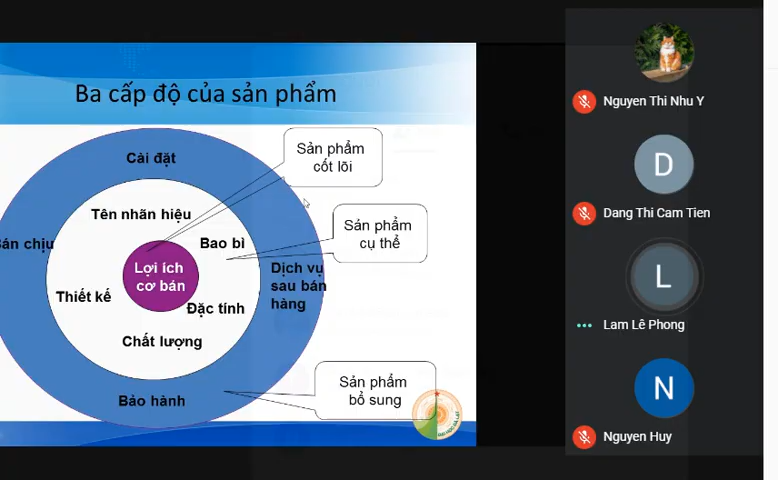 Ba cấp độ của sản phẩm
Sản phẩm
cốt lõi
Cài đặt
Tên nhãn hiệu
Sản phẩm
cụ thể
Bao bì
Bán chịu
Lợi ích
cơ bản
Dịch vụ
sau bán
hàng
Thiết kế
Đặc tính
Chất lượng
Sản phẩm
bổ sung
Bảo hành
Nguyen Thi Nhu Y
D
Dang Thi Cam Tien
L
Lam Lê Phong
N
Nguyen Huy